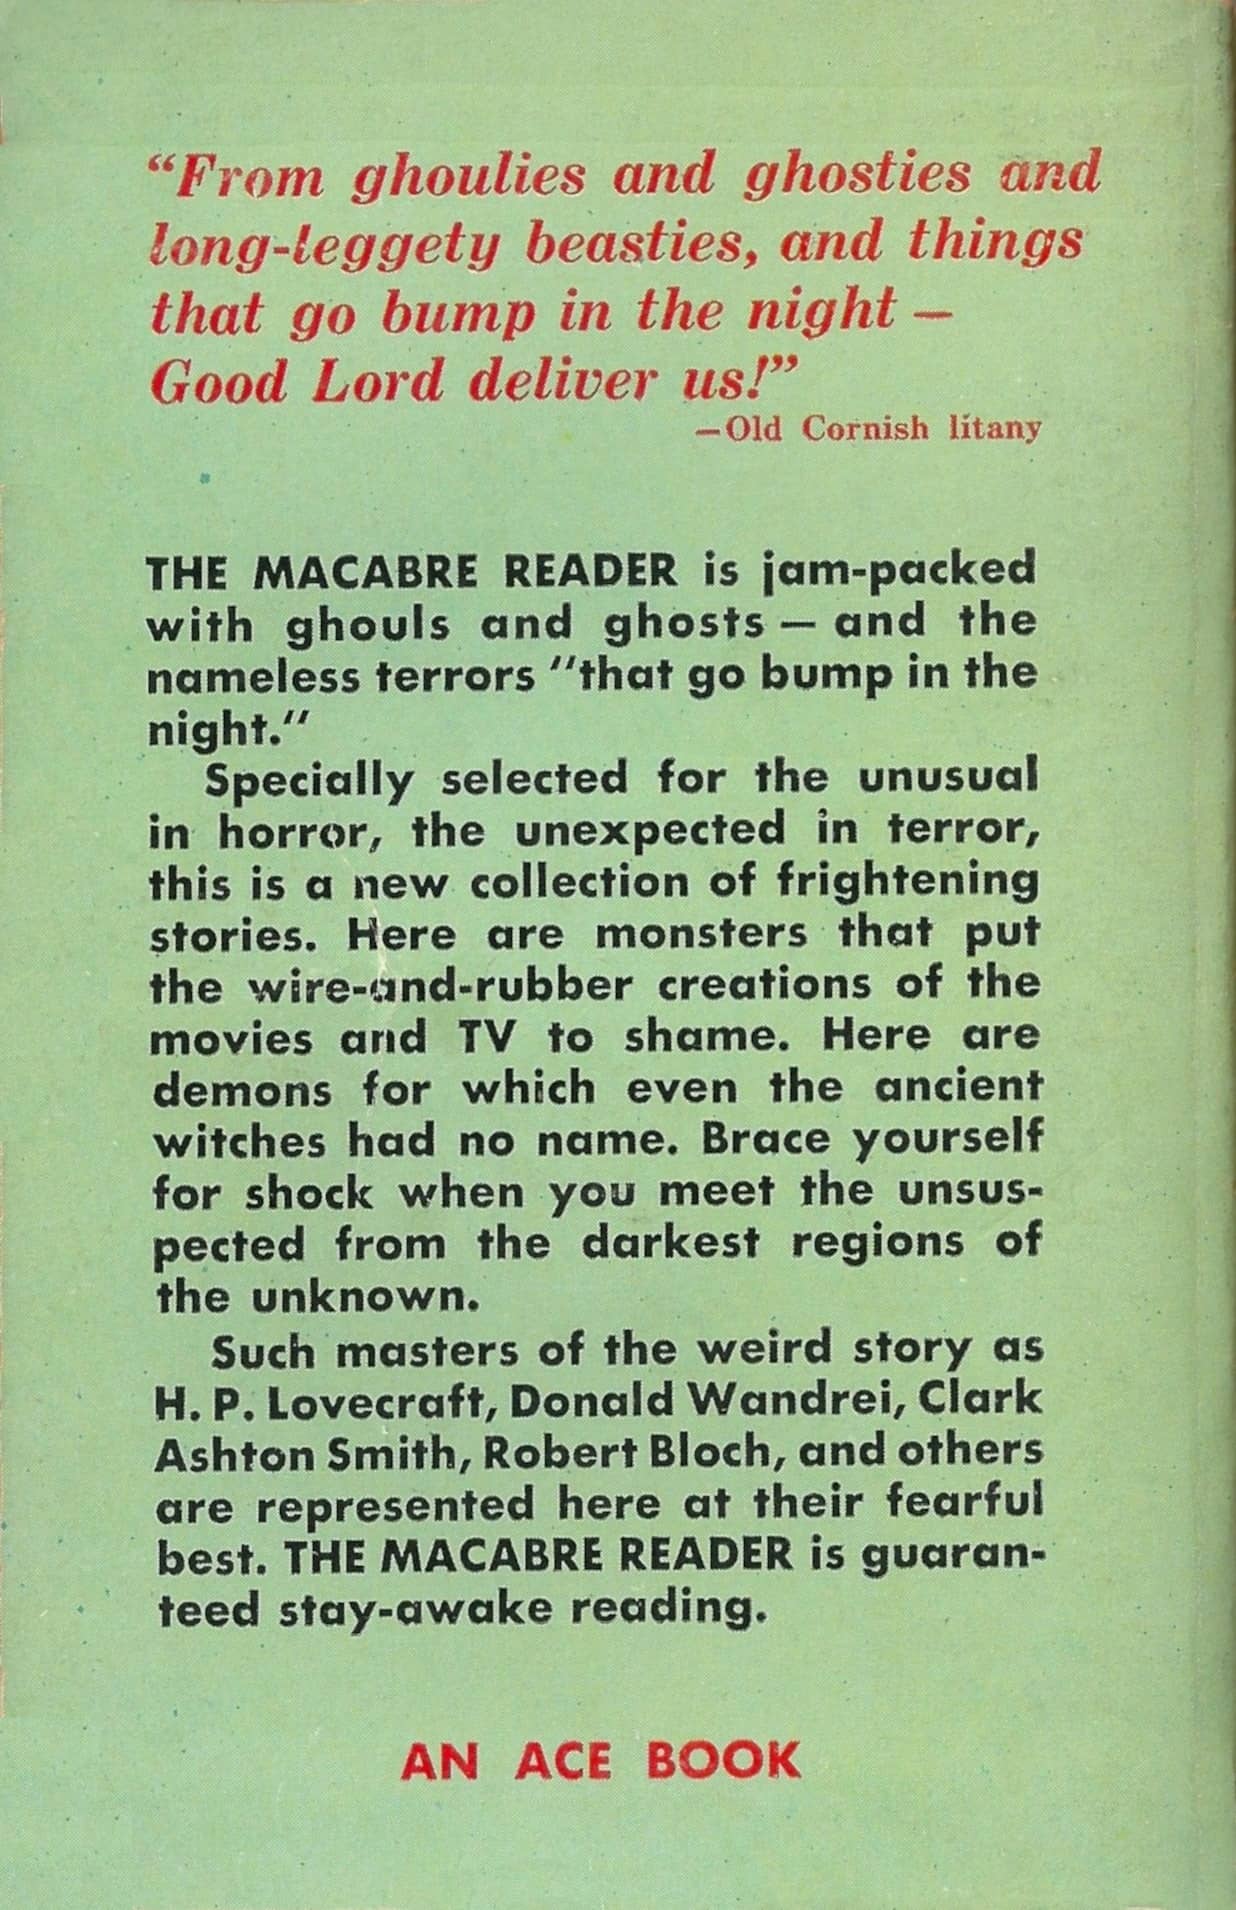 “From ghoulies and ghosties and
long-leggety beasties, and things
that go bump in the night —
Good Lord deliver us!”
—Old Cornish litany
THE MACABRE READER is jam-packed
with ghouls and ghosts — and the
nameless terrors "that go bump in the
night."
Specially selected for the unusual
in horror, the unexpected in terror,
this is a new collection of frightening
stories. Here are monsters that put
the wire-and-rubber creations of the
movies and TV to shame. Here are
demons for which even the ancient
witches had no name. Brace yourself
for shock when you meet the unsus-
pected from the darkest regions of
the unknown.
Such masters of the weird story as
H. P. Lovecraft, Donald Wandrei, Clark
Ashton Smith, Robert Bloch, and others
are represented here at their fearful
best. THE MACABRE READER is guaran-
teed stay-awake reading.
AN ACE BOOK